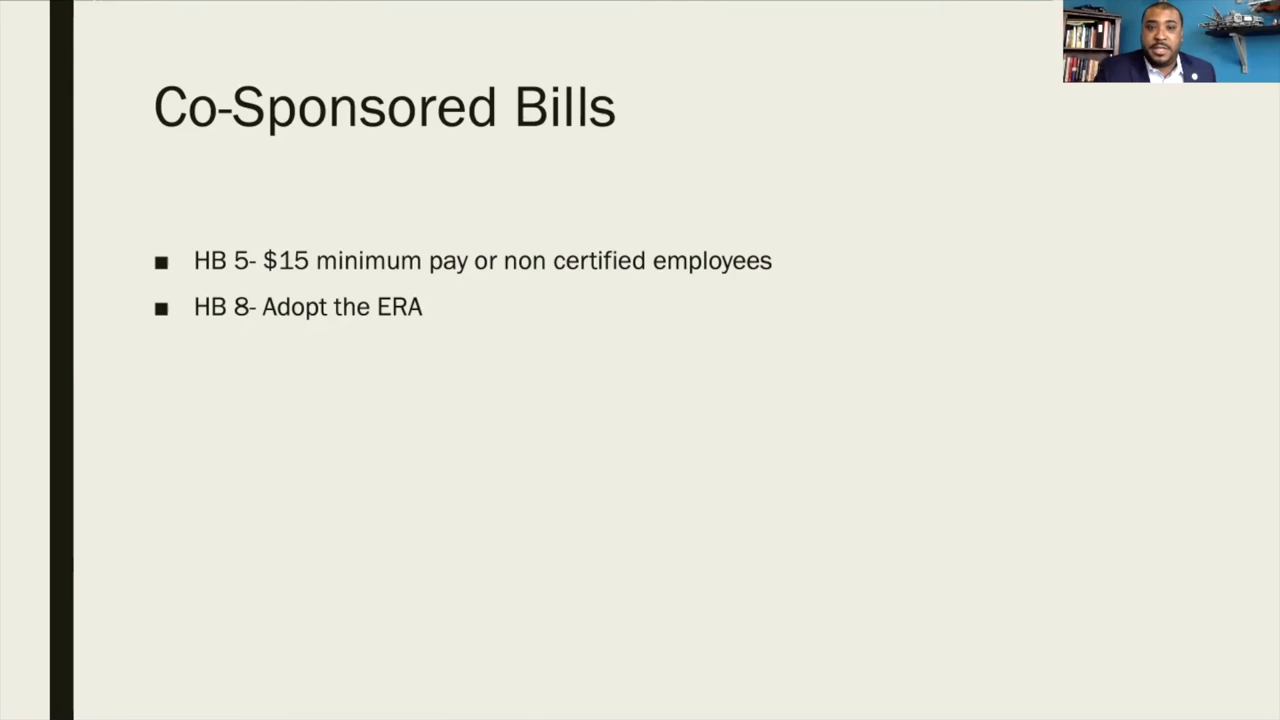 Co-Sponsored Bills
■ HB 5- $15 minimum pay or non certified employees
■ HB 8- Adopt the ERA